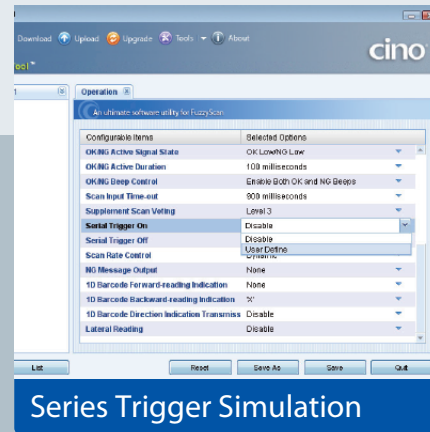 Download Upload Upgrade Tools About
cino
Tool
Operation
An ultimate software utility for FuzzyScan
Configurable Items Selected Options
OK/NG Active Signal State OK Low/NG Low
OK/NG Active Duration 100 milliseconds
OK/NG Beep Control Enable Both OK and NG Beeps
Scan Input Time-out 900 milliseconds
Supplement Scan Voting Level 3
Serial Trigger On Disable
Serial Trigger Off Disable
User Define
Scan Rate Control Dynamic
NG Message Output None
1D Barcode Forward-reading Indication None
1D Barcode Backward-reading Indication 'X'
1D Barcode Direction Indication Transmiss Disable
Lateral Reading Disable
List Reset Save As Save Quit
Series Trigger Simulation